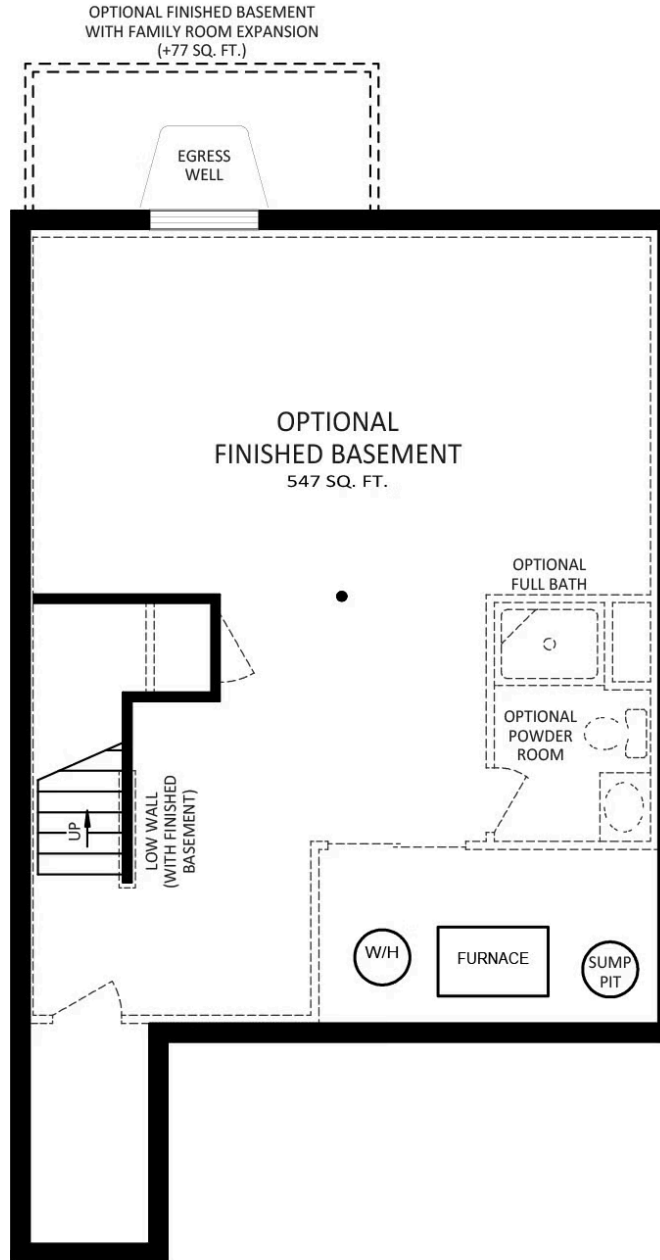 OPTIONAL FINISHED BASEMENT
WITH FAMILY ROOM EXPANSION
(+77 SQ. FT.)
EGRESS
WELL
OPTIONAL
FINISHED BASEMENT
547 SQ. FT.
OPTIONAL
FULL BATH
OPTIONAL
POWDER
ROOM
UP
LOW WALL
(WITH FINISHED
BASEMENT)
W/H
FURNACE
SUMP
PIT